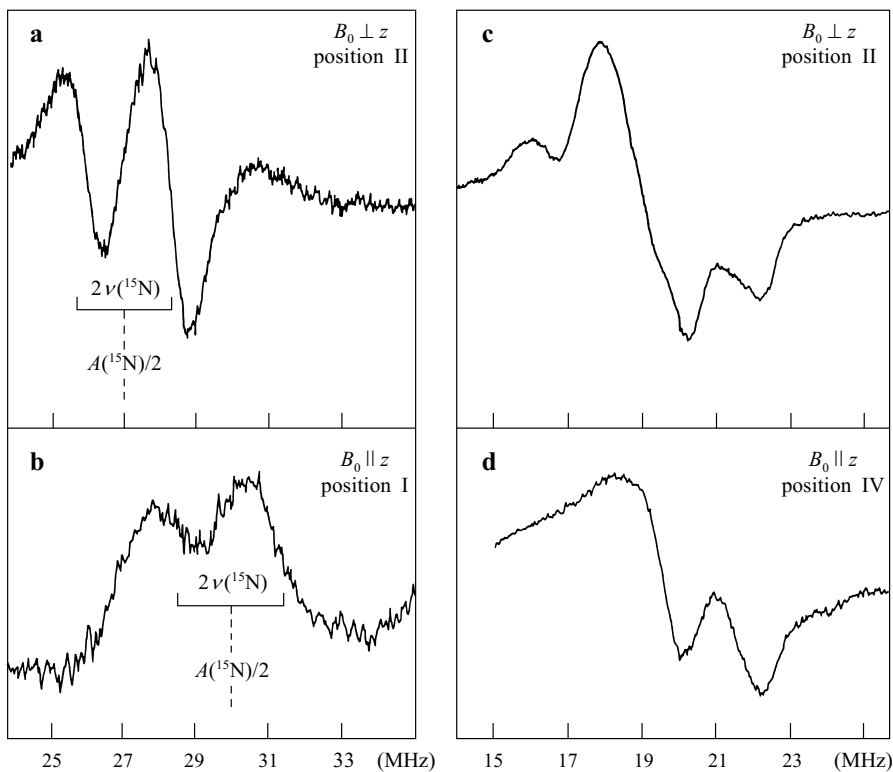 a
B₀ ⊥ z
position II
2ν(¹⁵N)
A(¹⁵N)/2
c
B₀ ⊥ z
position II
b
B₀ || z
position I
2ν(¹⁵N)
A(¹⁵N)/2
25 27 29 31 33 (MHz)
d
B₀ || z
position IV
15 17 19 21 23 (MHz)